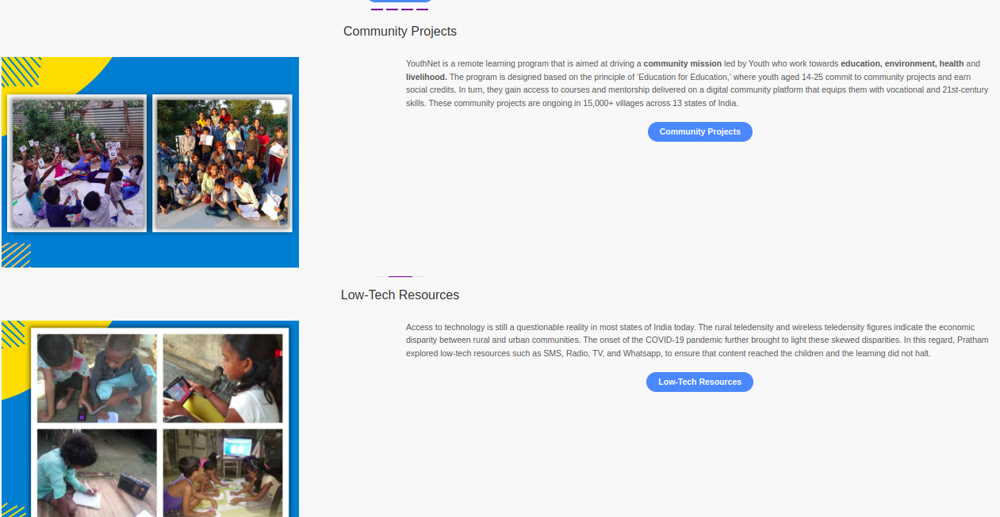 Community Projects
YouthNet is a remote learning program that is aimed at driving a community mission led by Youth who work towards education, environment, health and
livelihood. The program is designed based on the principle of ‘Education for Education,’ where youth aged 14-25 commit to community projects and earn
social credits. In turn, they gain access to courses and mentorship delivered on a digital community platform that equips them with vocational and 21st-century
skills. These community projects are ongoing in 15,000+ villages across 13 states of India.
Community Projects
Low-Tech Resources
Access to technology is still a questionable reality in most states of India today. The rural teledensity and wireless teledensity figures indicate the economic
disparity between rural and urban communities. The onset of the COVID-19 pandemic further brought to light these skewed disparities. In this regard, Pratham
explored low-tech resources such as SMS, Radio, TV, and Whatsapp, to ensure that content reached the children and the learning did not halt.
Low-Tech Resources